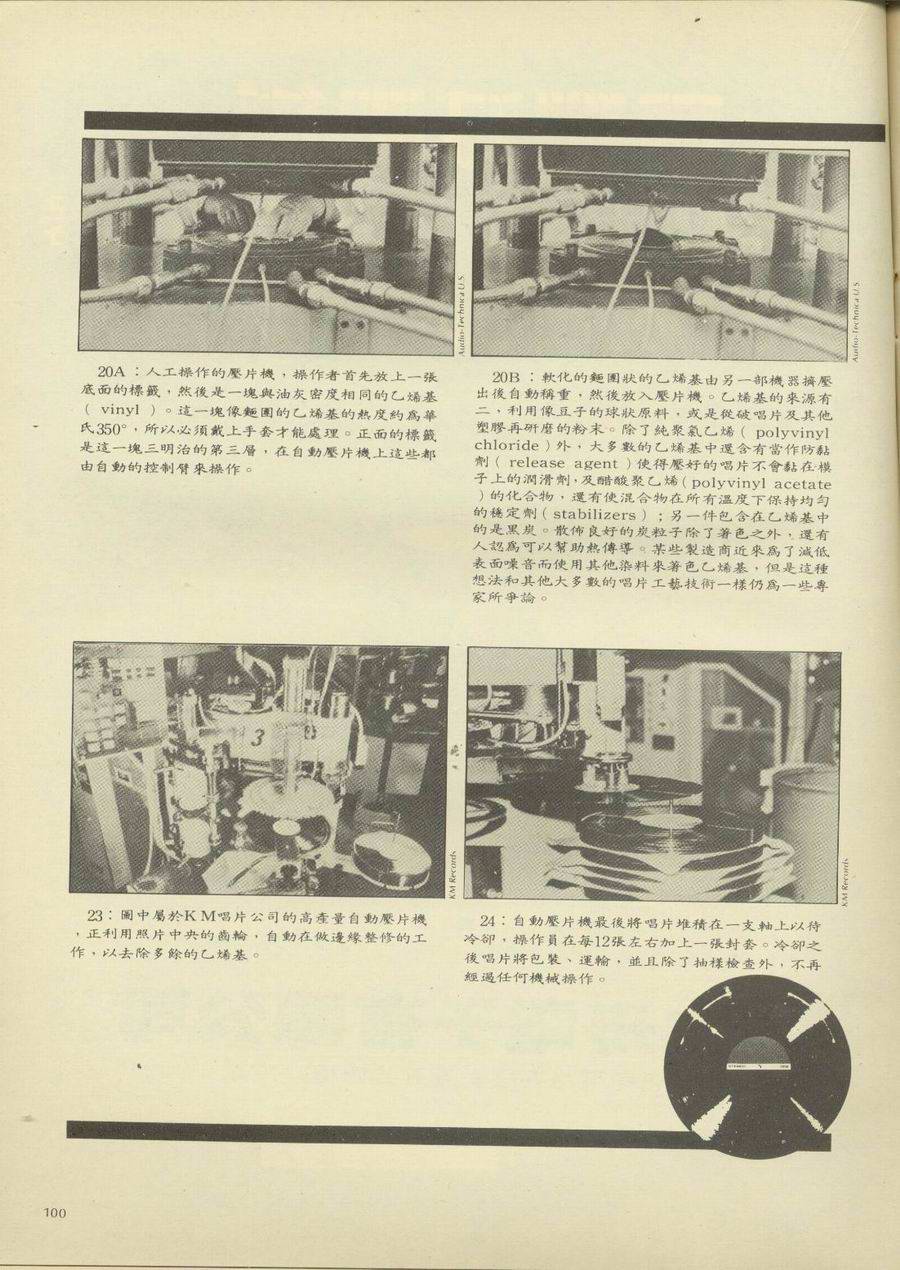 Audio-Technica U.S.
20A：人工操作的壓片機，操作者首先放上一張
底面的標籤，然後是一塊與油灰密度相同的乙烯基
( vinyl )。這一塊像麵團的乙烯基的熱度約爲華
氏350°，所以必須戴上手套才能處理。正面的標籤
是這一塊三明治的第三層，在自動壓片機上這些都
由自動的控制臂來操作。
Audio-Technica U.S.
20B：軟化的麵團狀的乙烯基由另一部機器擠壓
出後自動稱重，然後放入壓片機。乙烯基的來源有
二，利用像豆子的球狀原料，或是從破唱片及其他
塑膠再研磨的粉末。除了純聚氯乙烯( polyvinyl
chloride )外，大多數的乙烯基中還含有當作防黏
劑( release agent )使得壓好的唱片不會黏在模
子上的潤滑劑，及醋酸聚乙烯( polyvinyl acetate
)的化合物，還有使混合物在所有溫度下保持均勻
的穩定劑( stabilizers )；另一件包含在乙烯基中
的是黑炭。散佈良好的炭粒子除了著色之外，還有
人認爲可以幫助熱傳導。某些製造商近來爲了減低
表面噪音而使用其他染料來著色乙烯基，但是這種
想法和其他大多數的唱片工藝技術一樣仍爲一些專
家所爭論。
3
KM Records
23：圖中屬於KM唱片公司的高產量自動壓片機
，正利用照片中央的齒輪，自動在做邊緣整修的工
作，以去除多餘的乙烯基。
KM Records
24：自動壓片機最後將唱片堆積在一支軸上以待
冷卻，操作員在每12張左右加上一張封套。冷卻之
後唱片將包裝、運輸，並且除了抽樣檢查外，不再
經過任何機械操作。
100